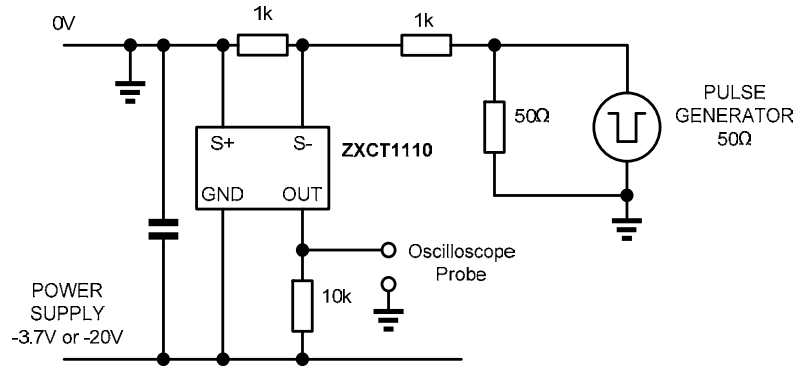 0V
1k
1k
S+
S-
ZXCT1110
GND
OUT
50Ω
PULSE
GENERATOR
50Ω
Oscilloscope
Probe
10k
POWER
SUPPLY
-3.7V or -20V